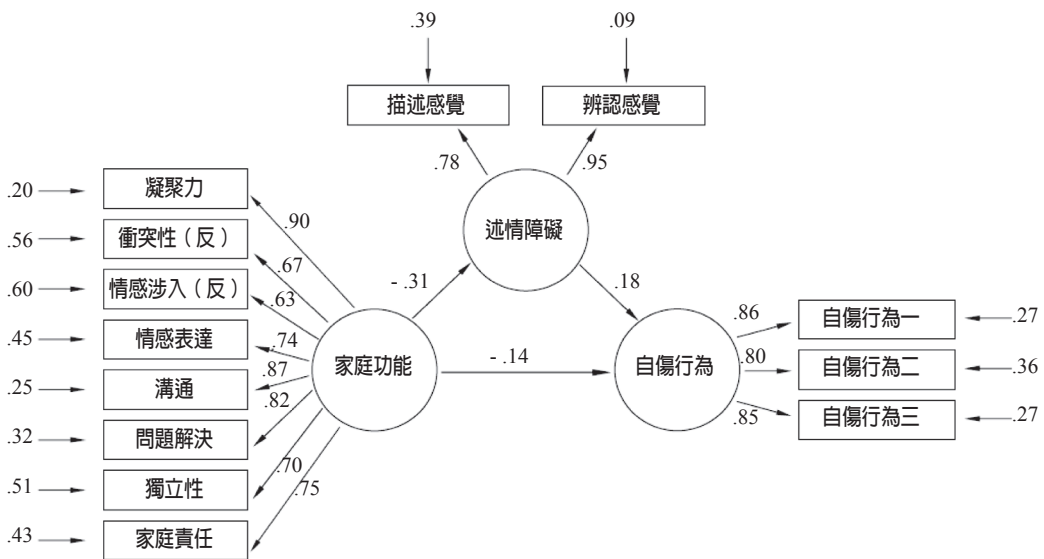 .39
.09
描述感覺
辨認感覺
.78
.95
述情障礙
.20
凝聚力
.90
.56
衝突性（反）
.67
.60
情感涉入（反）
.63
.45
情感表達
.74
.25
溝通
.87
.32
問題解決
.82
.51
獨立性
.70
.43
家庭責任
.75
家庭功能
- .31
.18
- .14
自傷行為
.86
自傷行為一
.27
.80
自傷行為二
.36
.85
自傷行為三
.27